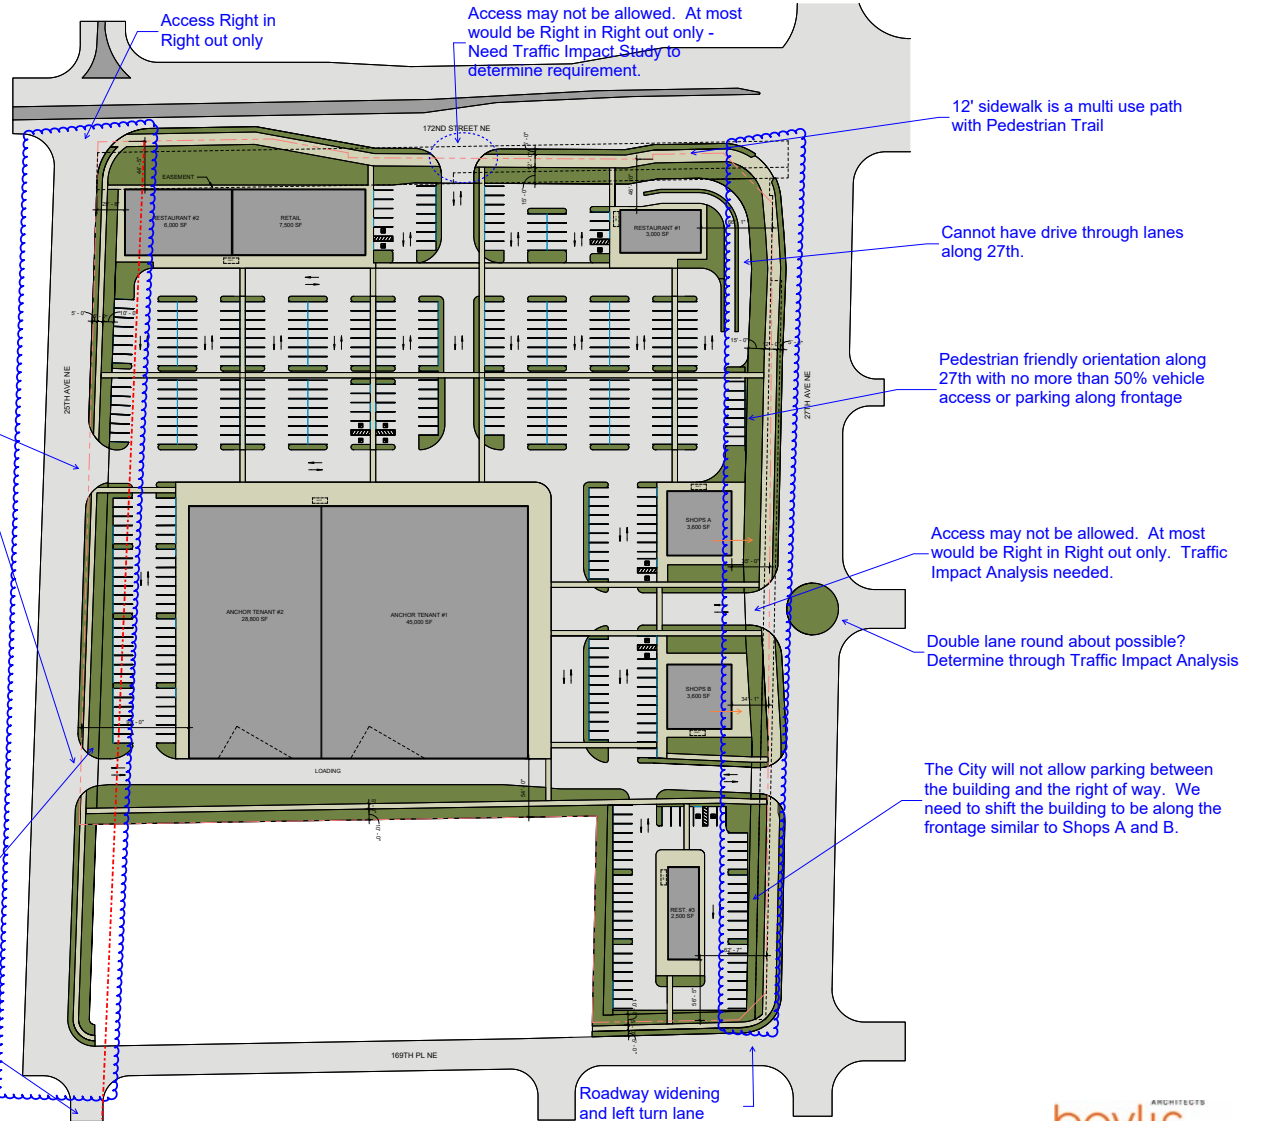 Access Right in
Right out only
Access may not be allowed.  At most
would be Right in Right out only -
Need Traffic Impact Study to
determine requirement.
12' sidewalk is a multi use path
with Pedestrian Trail
172ND STREET NE
EASEMENT
RESTAURANT #2
6,000 SF
RETAIL
7,500 SF
RESTAURANT #1
3,000 SF
Cannot have drive through lanes
along 27th.
25TH AVE NE
27TH AVE NE
Pedestrian friendly orientation along
27th with no more than 50% vehicle
access or parking along frontage
SHOPS A
3,600 SF
Access may not be allowed.  At most
would be Right in Right out only.  Traffic
Impact Analysis needed.
ANCHOR TENANT #2
28,800 SF
ANCHOR TENANT #1
45,000 SF
Double lane round about possible?
Determine through Traffic Impact Analysis
SHOPS B
3,600 SF
34' - 1"
LOADING
54' - 0"
The City will not allow parking between
the building and the right of way.  We
need to shift the building to be along the
frontage similar to Shops A and B.
REST. #3
2,500 SF
62' - 7"
56' - 5"
169TH PL NE
Roadway widening
and left turn lane
ARCHITECTS